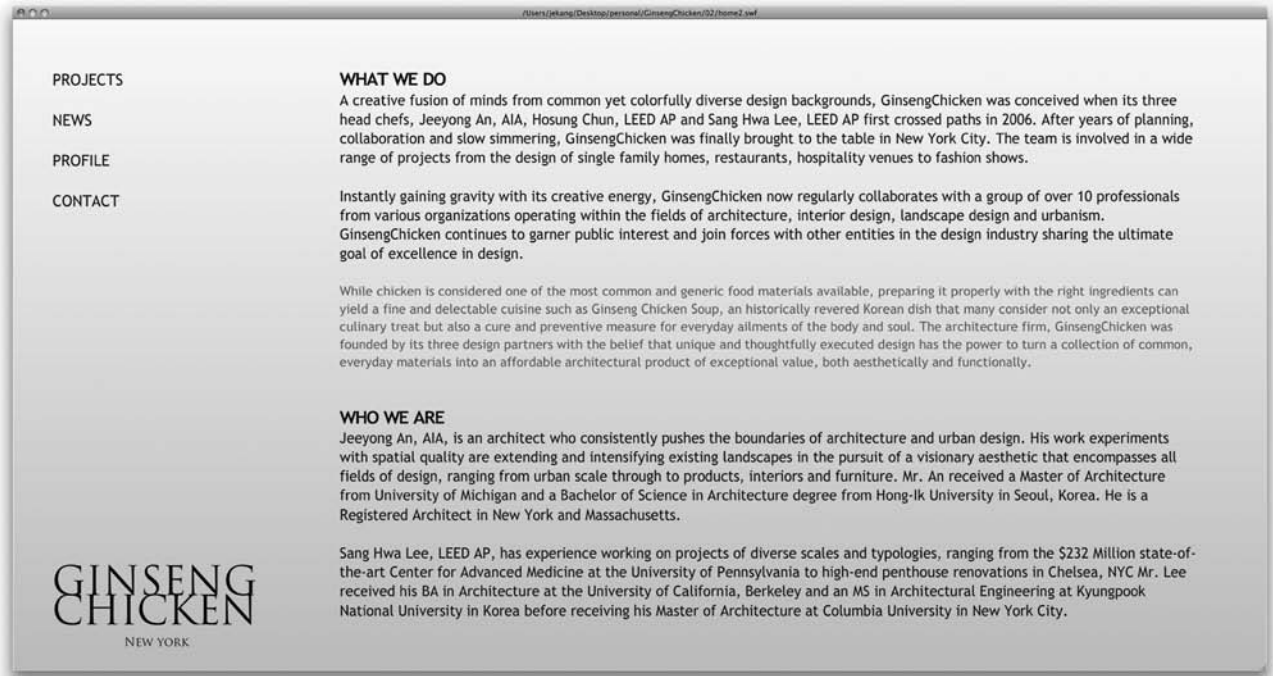 /Users/jekang/Desktop/personal/GinsengChicken/02/home2.swf
PROJECTS
NEWS
PROFILE
CONTACT
WHAT WE DO
A creative fusion of minds from common yet colorfully diverse design backgrounds, GinsengChicken was conceived when its three
head chefs, Jeeyong An, AIA, Hosung Chun, LEED AP and Sang Hwa Lee, LEED AP first crossed paths in 2006. After years of planning,
collaboration and slow simmering, GinsengChicken was finally brought to the table in New York City. The team is involved in a wide
range of projects from the design of single family homes, restaurants, hospitality venues to fashion shows.
Instantly gaining gravity with its creative energy, GinsengChicken now regularly collaborates with a group of over 10 professionals
from various organizations operating within the fields of architecture, interior design, landscape design and urbanism.
GinsengChicken continues to garner public interest and join forces with other entities in the design industry sharing the ultimate
goal of excellence in design.
While chicken is considered one of the most common and generic food materials available, preparing it properly with the right ingredients can
yield a fine and delectable cuisine such as Ginseng Chicken Soup, an historically revered Korean dish that many consider not only an exceptional
culinary treat but also a cure and preventive measure for everyday ailments of the body and soul. The architecture firm, GinsengChicken was
founded by its three design partners with the belief that unique and thoughtfully executed design has the power to turn a collection of common,
everyday materials into an affordable architectural product of exceptional value, both aesthetically and functionally.
WHO WE ARE
Jeeyong An, AIA, is an architect who consistently pushes the boundaries of architecture and urban design. His work experiments
with spatial quality are extending and intensifying existing landscapes in the pursuit of a visionary aesthetic that encompasses all
fields of design, ranging from urban scale through to products, interiors and furniture. Mr. An received a Master of Architecture
from University of Michigan and a Bachelor of Science in Architecture degree from Hong-Ik University in Seoul, Korea. He is a
Registered Architect in New York and Massachusetts.
Sang Hwa Lee, LEED AP, has experience working on projects of diverse scales and typologies, ranging from the $232 Million state-of-
the-art Center for Advanced Medicine at the University of Pennsylvania to high-end penthouse renovations in Chelsea, NYC Mr. Lee
received his BA in Architecture at the University of California, Berkeley and an MS in Architectural Engineering at Kyungpook
National University in Korea before receiving his Master of Architecture at Columbia University in New York City.
GINSENG
CHICKEN
NEW YORK